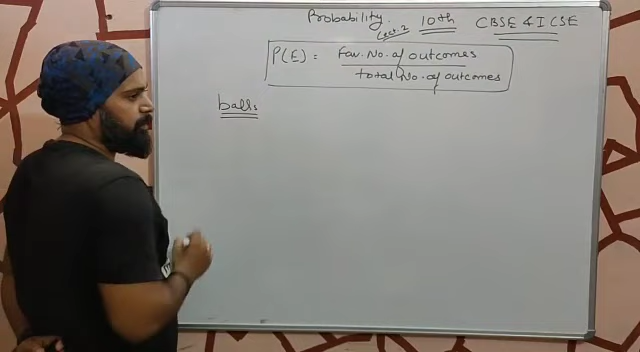 Probability. 10th CBSE & ICSE
Lect. 2
P(E) = Fav. No. of outcomes
total No. of outcomes
balls